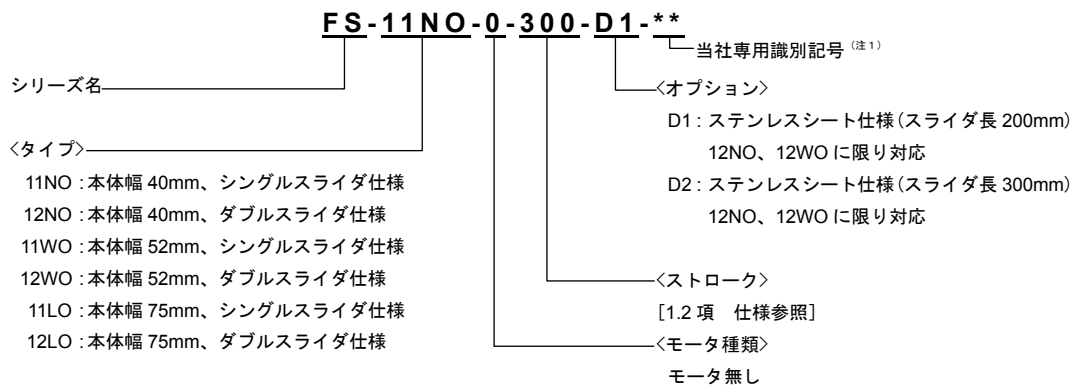 FS-11NO-0-300-D1-**
当社専用識別記号（注1）
シリーズ名
〈オプション〉
D1：ステンレスシート仕様（スライダ長 200mm）
12NO、12WO に限り対応
D2：ステンレスシート仕様（スライダ長 300mm）
12NO、12WO に限り対応
〈タイプ〉
11NO：本体幅 40mm、シングルスライダ仕様
12NO：本体幅 40mm、ダブルスライダ仕様
11WO：本体幅 52mm、シングルスライダ仕様
12WO：本体幅 52mm、ダブルスライダ仕様
11LO：本体幅 75mm、シングルスライダ仕様
12LO：本体幅 75mm、ダブルスライダ仕様
〈ストローク〉
［1.2 項　仕様参照］
〈モータ種類〉
モータ無し